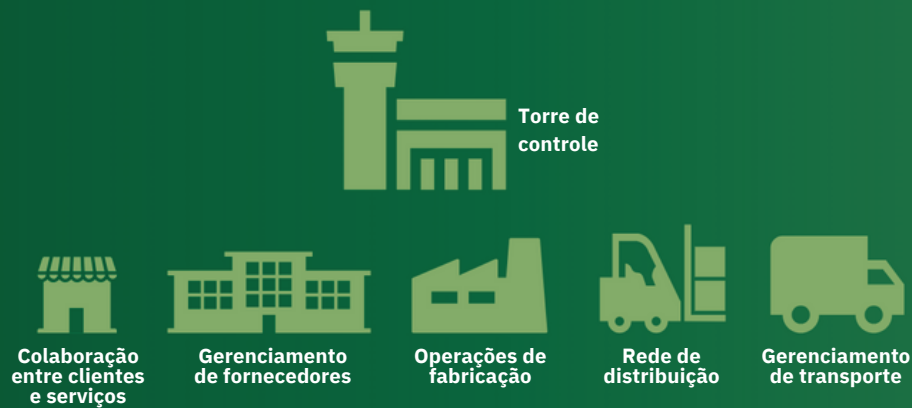 Torre de
controle
Colaboração
entre clientes
e serviços
Gerenciamento
de fornecedores
Operações de
fabricação
Rede de
distribuição
Gerenciamento
de transporte